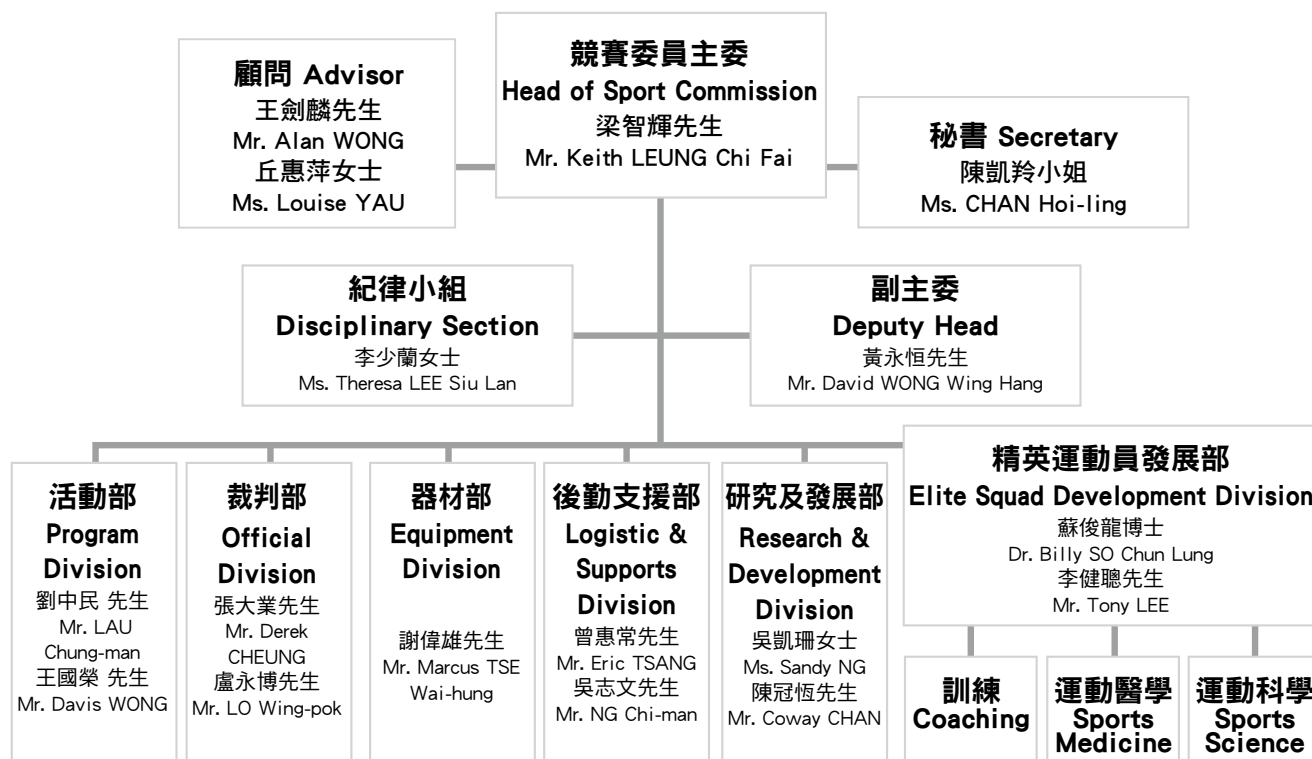 競賽委員主委
Head of Sport Commission
梁智輝先生
Mr. Keith LEUNG Chi Fai
顧問 Advisor
王劍麟先生
Mr. Alan WONG
丘惠萍女士
Ms. Louise YAU
秘書 Secretary
陳凱羚小姐
Ms. CHAN Hoi-ling
紀律小組
Disciplinary Section
李少蘭女士
Ms. Theresa LEE Siu Lan
副主委
Deputy Head
黃永恒先生
Mr. David WONG Wing Hang
活動部
Program
Division
劉中民 先生
Mr. LAU
Chung-man
王國榮 先生
Mr. Davis WONG
裁判部
Official
Division
張大業先生
Mr. Derek
CHEUNG
盧永博先生
Mr. LO Wing-pok
器材部
Equipment
Division
謝偉雄先生
Mr. Marcus TSE
Wai-hung
後勤支援部
Logistic &
Supports
Division
曾惠常先生
Mr. Eric TSANG
吳志文先生
Mr. NG Chi-man
研究及發展部
Research &
Development
Division
吳凱珊女士
Ms. Sandy NG
陳冠恆先生
Mr. Coway CHAN
精英運動員發展部
Elite Squad Development Division
蘇俊龍博士
Dr. Billy SO Chun Lung
李健聰先生
Mr. Tony LEE
訓練
Coaching
運動醫學
Sports
Medicine
運動科學
Sports
Science